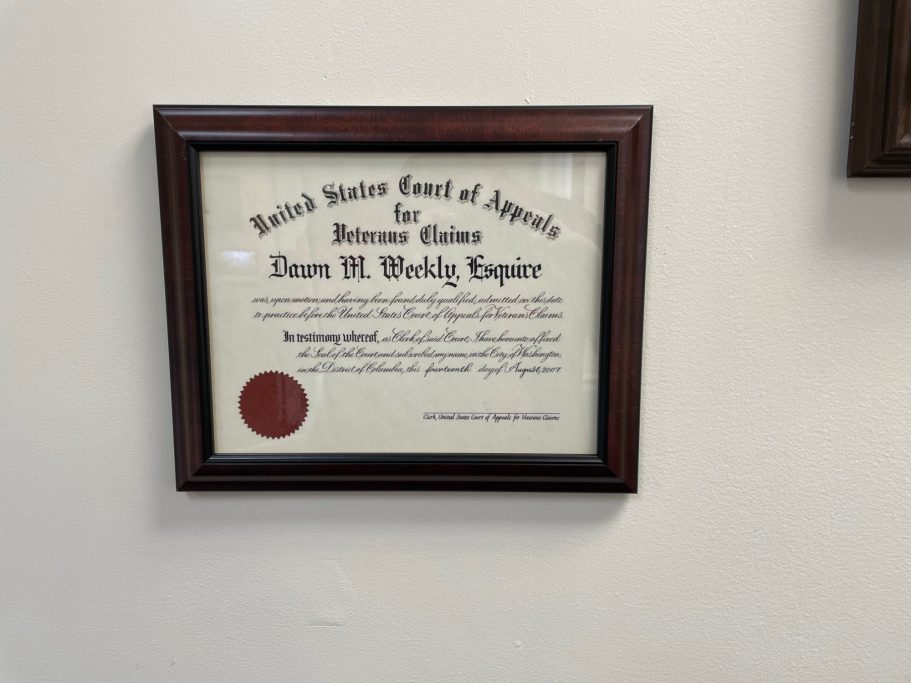 United States Court of Appeals
for
Veterans Claims
Dawn M. Weekly, Esquire
was, upon motion and having been found duly qualified, admitted on this date
to practice before the United States Court of Appeals for Veterans Claims.
In testimony whereof, as Clerk of said Court, I have hereunto affixed
the Seal of the Court and subscribed my name, in the City of Washington,
in the District of Columbia, this fourteenth day of August, 2007.
Clerk, United States Court of Appeals for Veterans Claims